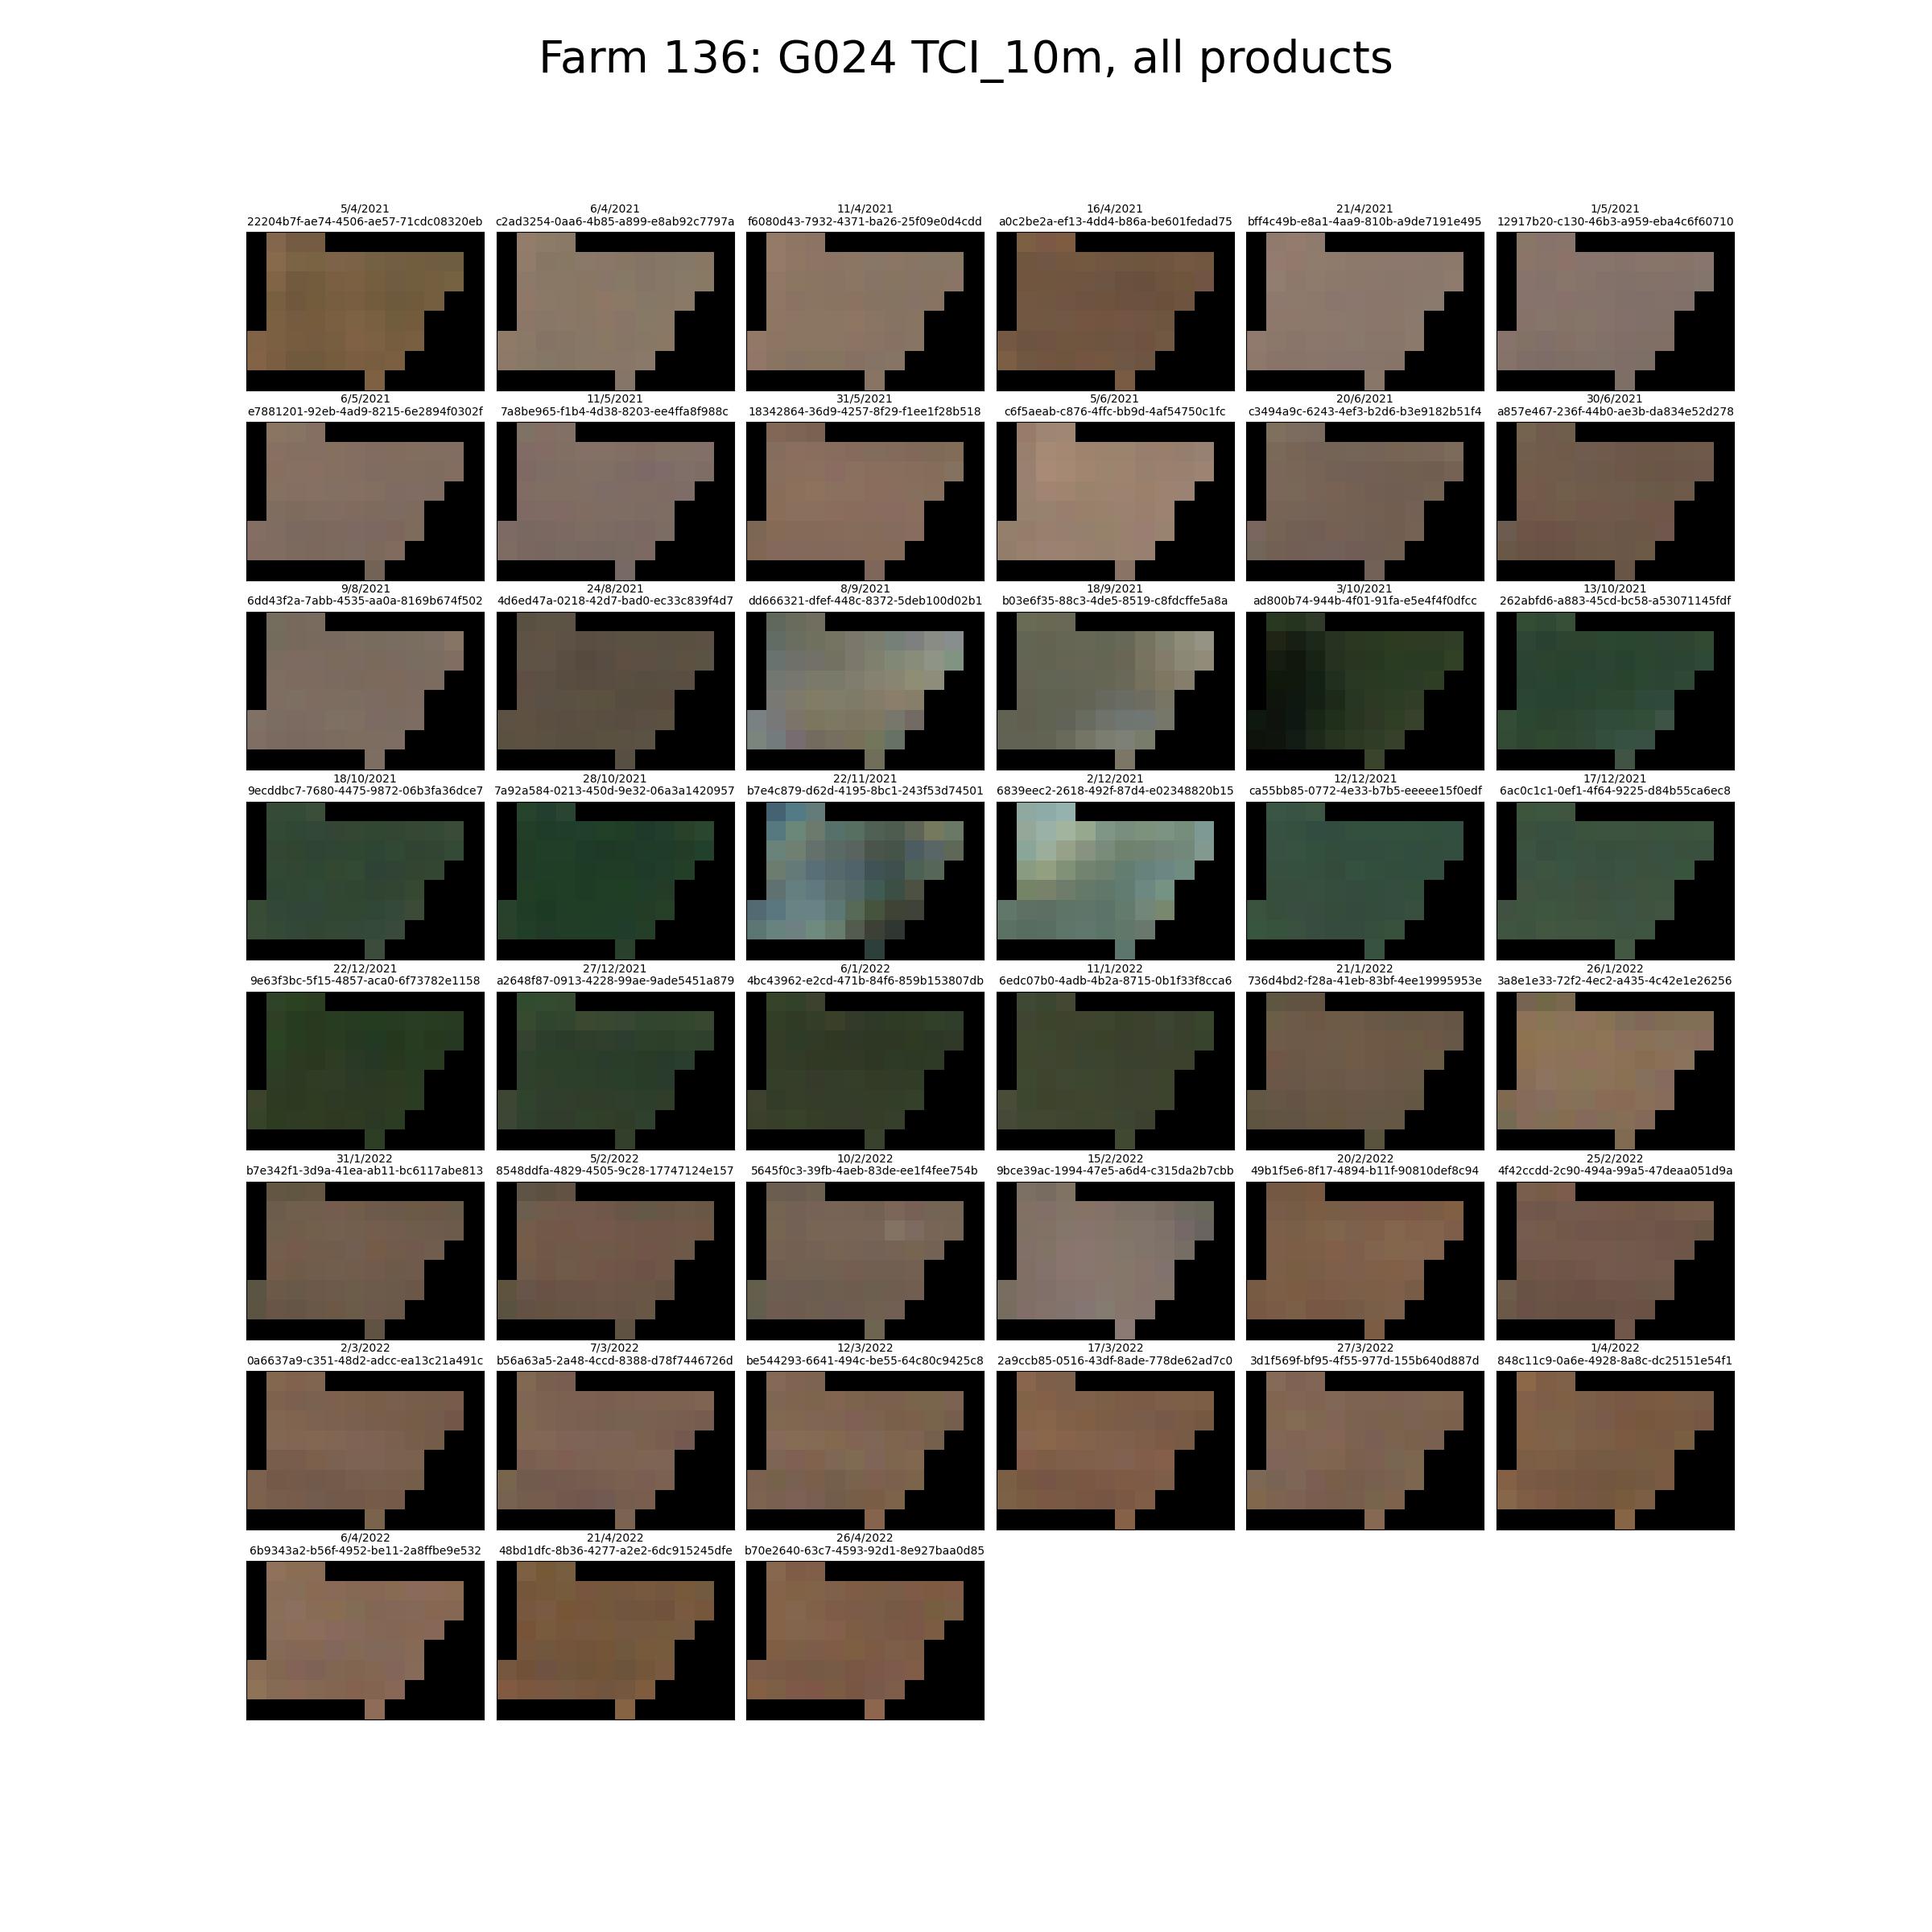 Farm 136: G024 TCI_10m, all products
5/4/2021
22204b7f-ae74-4506-ae57-71cdc08320eb
6/4/2021
c2ad3254-0aa6-4b85-a899-e8ab92c7797a
11/4/2021
f6080d43-7932-4371-ba26-25f09e0d4cdd
16/4/2021
a0c2be2a-ef13-4dd4-b86a-be601fedad75
21/4/2021
bff4c49b-e8a1-4aa9-810b-a9de7191e495
1/5/2021
12917b20-c130-46b3-a959-eba4c6f60710
6/5/2021
e7881201-92eb-4ad9-8215-6e2894f0302f
11/5/2021
7a8be965-f1b4-4d38-8203-ee4ffa8f988c
31/5/2021
18342864-36d9-4257-8f29-f1ee1f28b518
5/6/2021
c6f5aeab-c876-4ffc-bb9d-4af54750c1fc
20/6/2021
c3494a9c-6243-4ef3-b2d6-b3e9182b51f4
30/6/2021
a857e467-236f-44b0-ae3b-da834e52d278
9/8/2021
6dd43f2a-7abb-4535-aa0a-8169b674f502
24/8/2021
4d6ed47a-0218-42d7-bad0-ec33c839f4d7
8/9/2021
dd666321-dfef-448c-8372-5deb100d02b1
18/9/2021
b03e6f35-88c3-4de5-8519-c8fdcffe5a8a
3/10/2021
ad800b74-944b-4f01-91fa-e5e4f4f0dfcc
13/10/2021
262abfd6-a883-45cd-bc58-a53071145fdf
18/10/2021
9ecddbc7-7680-4475-9872-06b3fa36dce7
28/10/2021
7a92a584-0213-450d-9e32-06a3a1420957
22/11/2021
b7e4c879-d62d-4195-8bc1-243f53d74501
2/12/2021
6839eec2-2618-492f-87d4-e02348820b15
12/12/2021
ca55bb85-0772-4e33-b7b5-eeeee15f0edf
17/12/2021
6ac0c1c1-0ef1-4f64-9225-d84b55ca6ec8
22/12/2021
9e63f3bc-5f15-4857-aca0-6f73782e1158
27/12/2021
a2648f87-0913-4228-99ae-9ade5451a879
6/1/2022
4bc43962-e2cd-471b-84f6-859b153807db
11/1/2022
6edc07b0-4adb-4b2a-8715-0b1f33f8cca6
21/1/2022
736d4bd2-f28a-41eb-83bf-4ee19995953e
26/1/2022
3a8e1e33-72f2-4ec2-a435-4c42e1e26256
31/1/2022
b7e342f1-3d9a-41ea-ab11-bc6117abe813
5/2/2022
8548ddfa-4829-4505-9c28-17747124e157
10/2/2022
5645f0c3-39fb-4aeb-83de-ee1f4fee754b
15/2/2022
9bce39ac-1994-47e5-a6d4-c315da2b7cbb
20/2/2022
49b1f5e6-8f17-4894-b11f-90810def8c94
25/2/2022
4f42ccdd-2c90-494a-99a5-47deaa051d9a
2/3/2022
0a6637a9-c351-48d2-adcc-ea13c21a491c
7/3/2022
b56a63a5-2a48-4ccd-8388-d78f7446726d
12/3/2022
be544293-6641-494c-be55-64c80c9425c8
17/3/2022
2a9ccb85-0516-43df-8ade-778de62ad7c0
27/3/2022
3d1f569f-bf95-4f55-977d-155b640d887d
1/4/2022
848c11c9-0a6e-4928-8a8c-dc25151e54f1
6/4/2022
6b9343a2-b56f-4952-be11-2a8ffbe9e532
21/4/2022
48bd1dfc-8b36-4277-a2e2-6dc915245dfe
26/4/2022
b70e2640-63c7-4593-92d1-8e927baa0d85